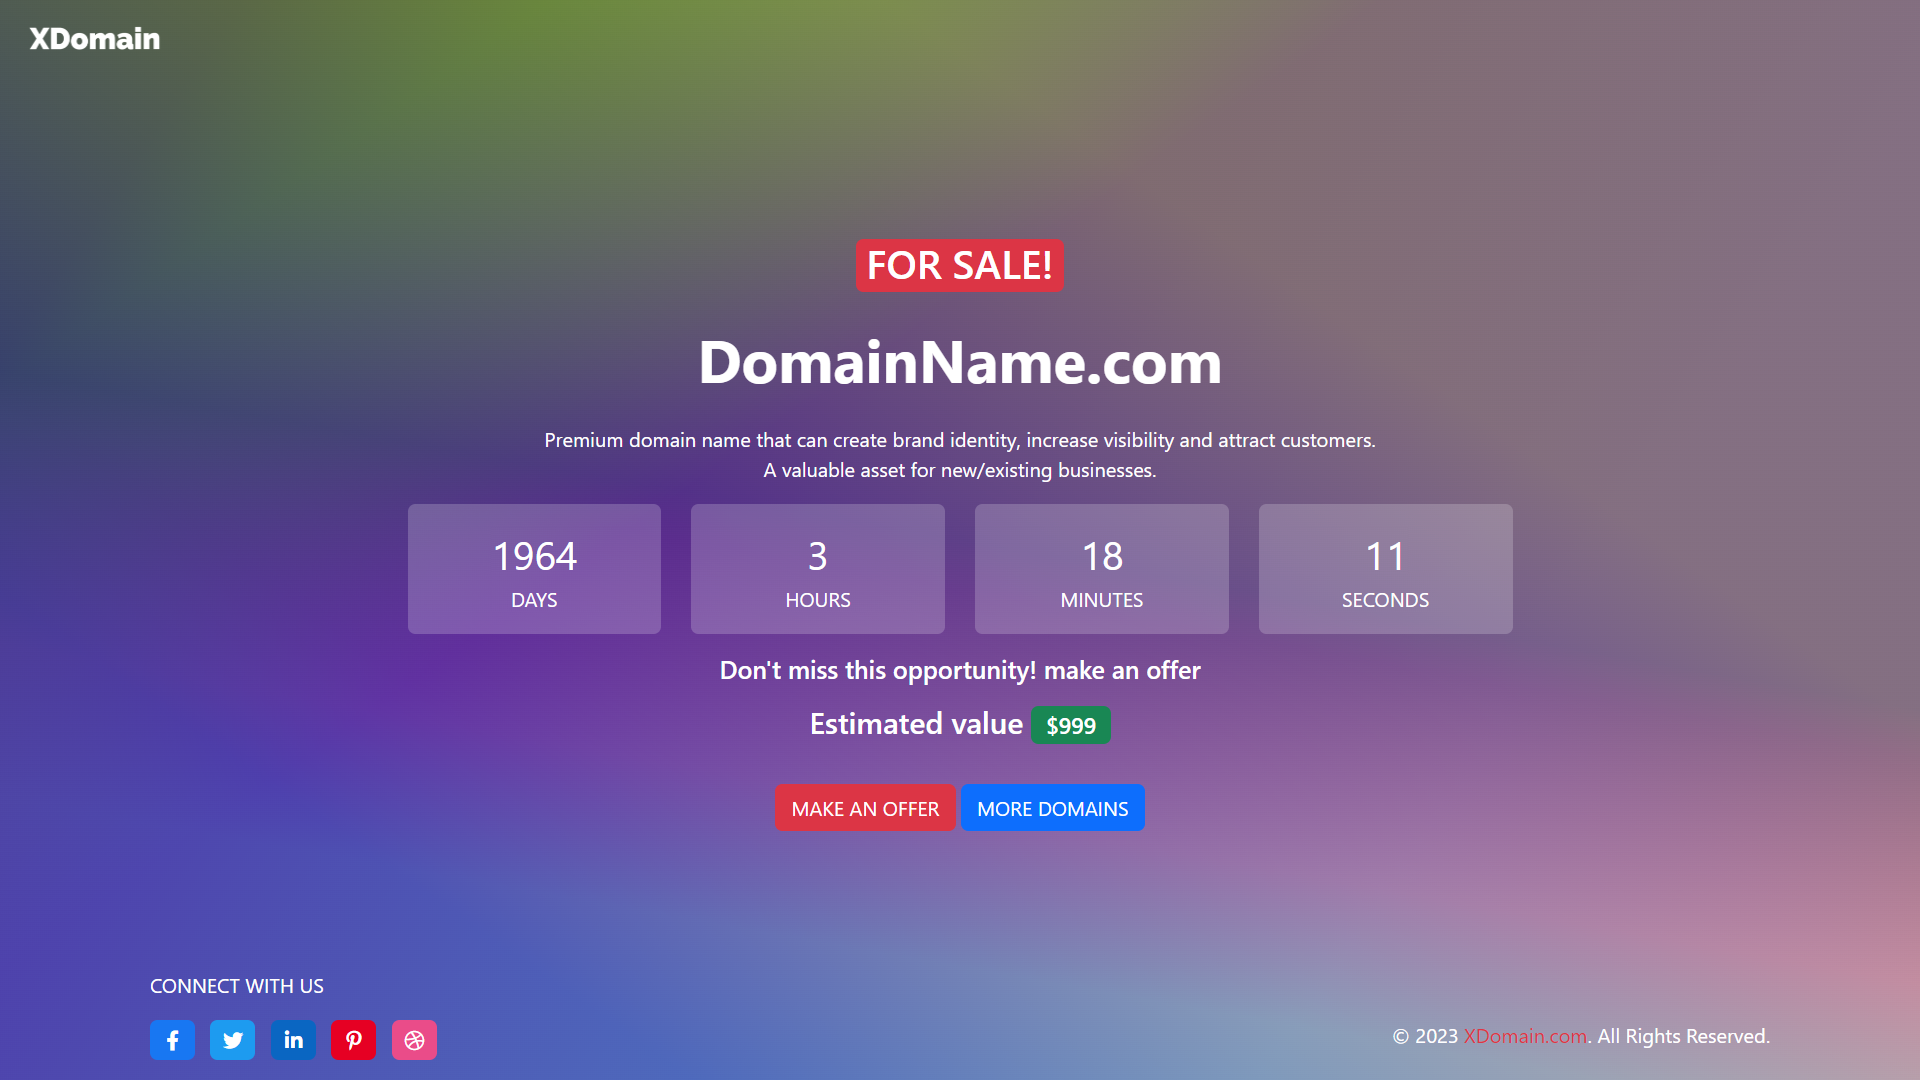 XDomain
FOR SALE!
DomainName.com
Premium domain name that can create brand identity, increase visibility and attract customers.
A valuable asset for new/existing businesses.
1964
DAYS
3
HOURS
18
MINUTES
11
SECONDS
Don't miss this opportunity! make an offer
Estimated value $999
MAKE AN OFFER MORE DOMAINS
CONNECT WITH US
© 2023 XDomain.com. All Rights Reserved.